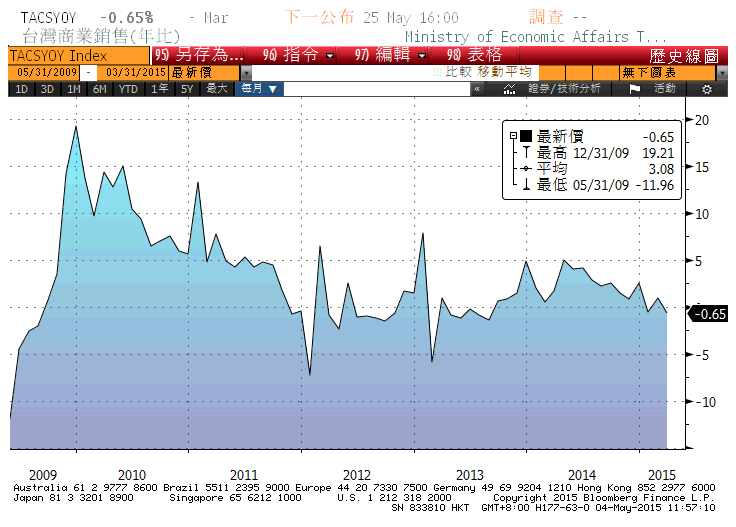 TACSYOY -0.65% - Mar 下一公布 25 May 16:00 調查 --
台灣商業銷售(年比) Ministry of Economic Affairs T...
TACSYOY Index 95) 另存為... 96) 指令 97) 編輯 98) 表格 歷史線圖
05/31/2009 - 03/31/2015 最新價 比較 移動平均 無下圖表
1D 3D 1M 6M YTD 1年 5Y 最大 每月 ▼ « 證券/技術分析 活動
最新價 -0.65
最高 12/31/09 19.21
平均 3.08
最低 05/31/09 -11.96
20
15
10
5
-0.65
-5
-10
2009 2010 2011 2012 2013 2014 2015
Australia 61 2 9777 8600 Brazil 5511 2395 9000 Europe 44 20 7330 7500 Germany 49 69 9204 1210 Hong Kong 852 2977 6000
Japan 81 3 3201 8900 Singapore 65 6212 1000 U.S. 1 212 318 2000 Copyright 2015 Bloomberg Finance L.P.
SN 833810 HKT GMT+8:00 H177-63-0 04-May-2015 11:57:10